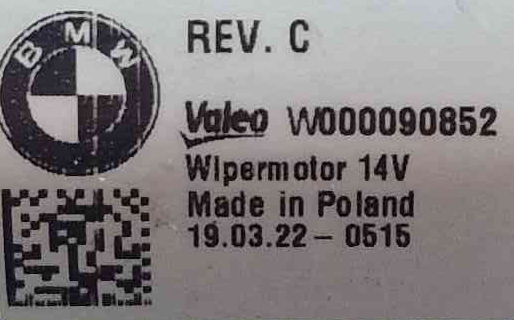 BMW
REV. C
Valeo W000090852
Wipermotor 14V
Made in Poland
19.03.22 - 0515